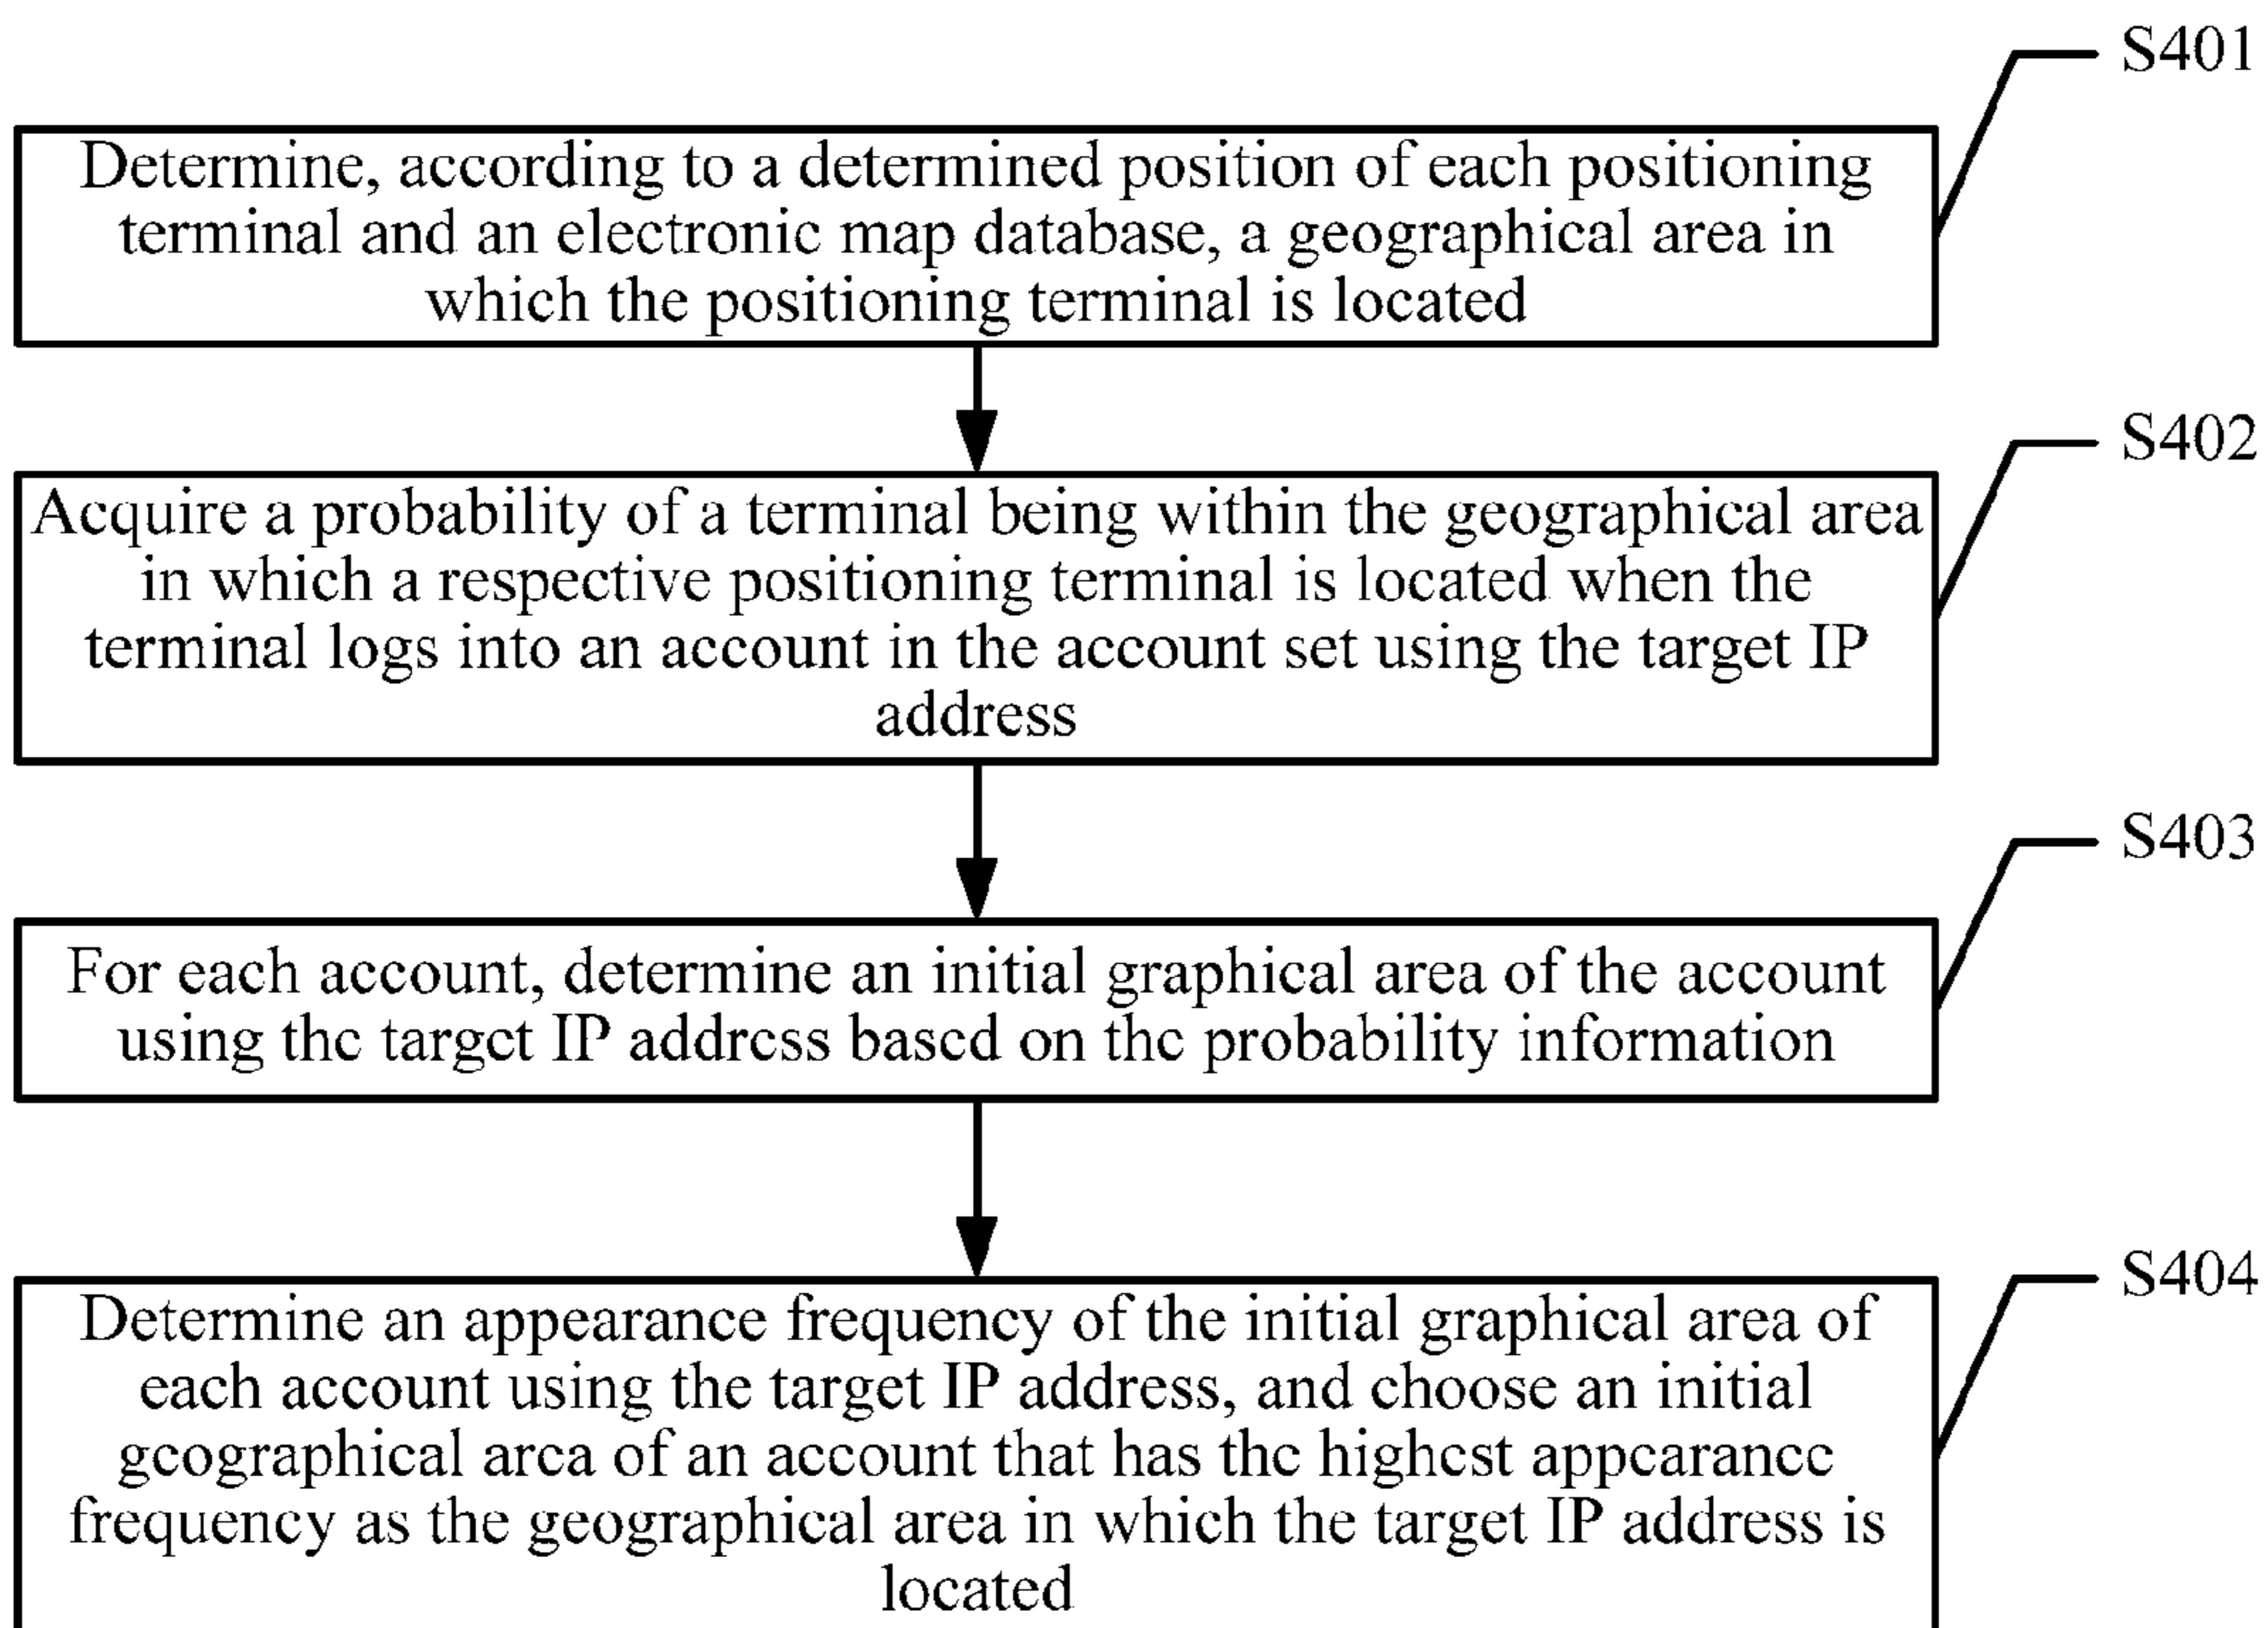 S401
Determine, according to a determined position of each positioning
terminal and an electronic map database, a geographical area in
which the positioning terminal is located
S402
Acquire a probability of a terminal being within the geographical area
in which a respective positioning terminal is located when the
terminal logs into an account in the account set using the target IP
address
S403
For each account, determine an initial graphical area of the account
using the target IP address based on the probability information
S404
Determine an appearance frequency of the initial graphical area of
each account using the target IP address, and choose an initial
geographical area of an account that has the highest appearance
frequency as the geographical area in which the target IP address is
located